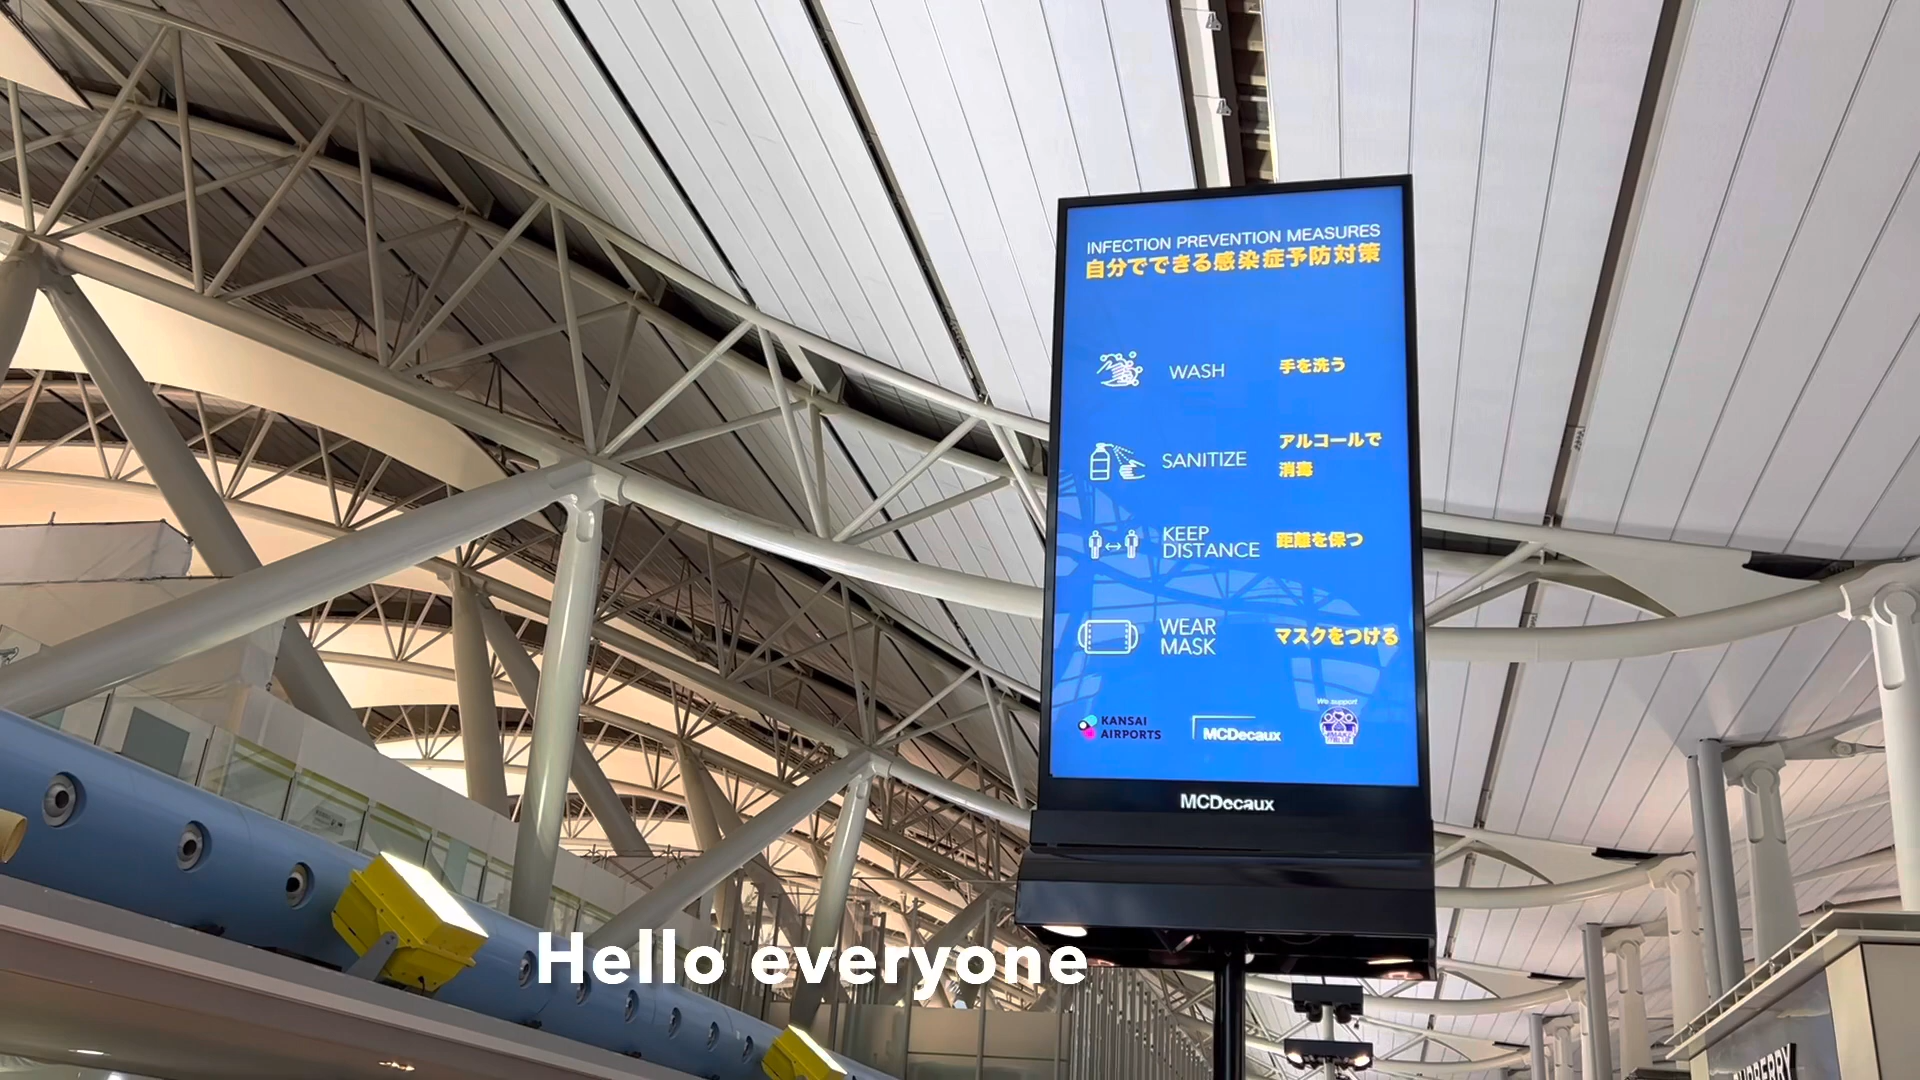 INFECTION PREVENTION MEASURES
自分でできる感染症予防対策
WASH
手を洗う
SANITIZE
アルコールで
消毒
KEEP
DISTANCE
距離を保つ
WEAR
MASK
マスクをつける
We support
KANSAI
AIRPORTS
MCDecaux
MCDecaux
Hello everyone